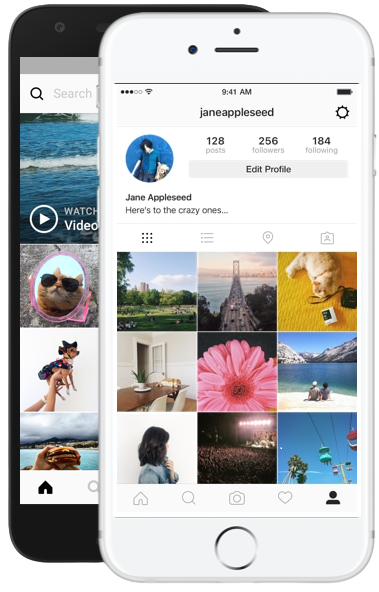 Search
WATCH
Video
9:41 AM
janeappleseed
128
posts
256
followers
184
following
Edit Profile
Jane Appleseed
Here's to the crazy ones...